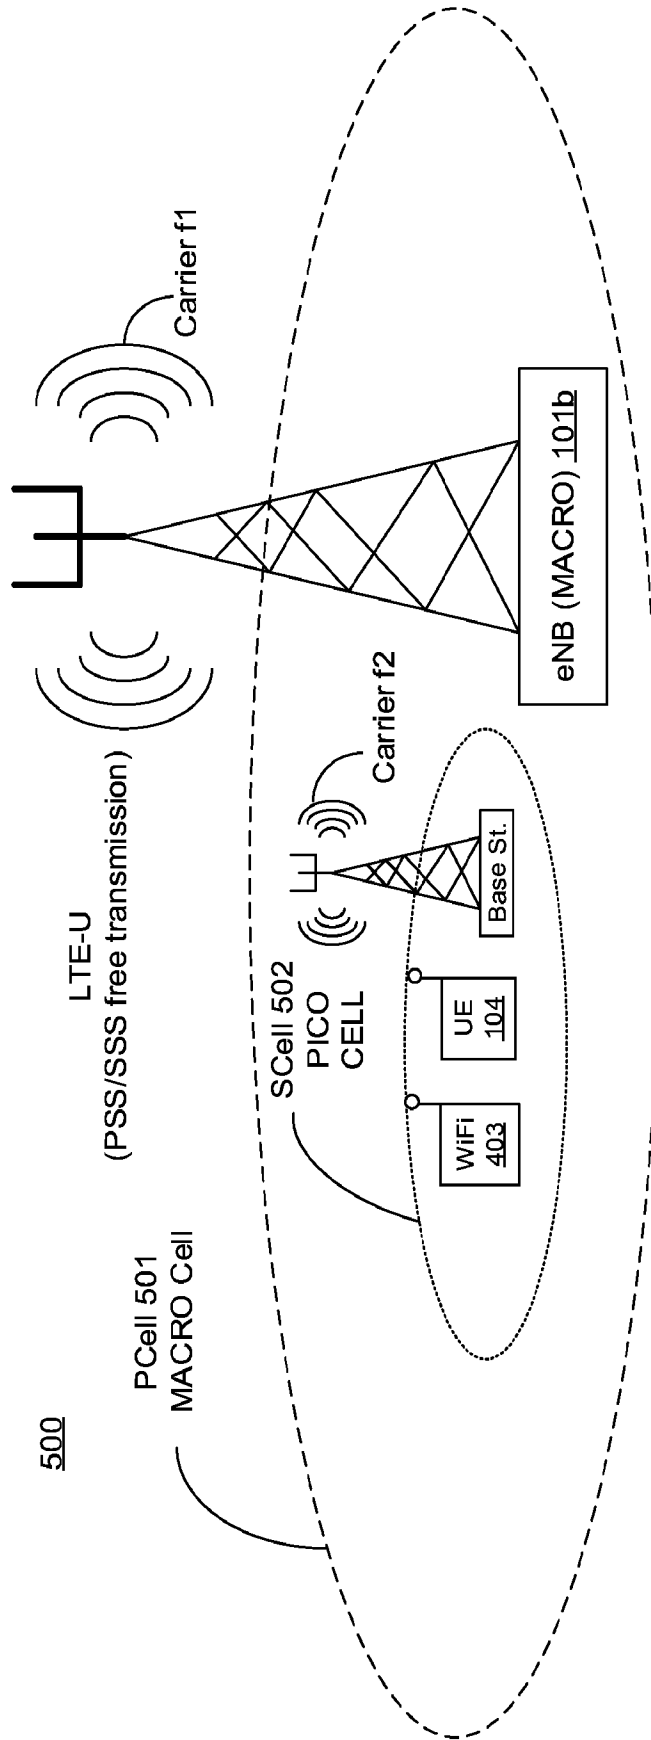 500
PCell 501
MACRO Cell
LTE-U
(PSS/SSS free transmission)
Carrier f1
SCell 502
PICO
CELL
Carrier f2
WiFi
403
UE
104
Base St.
eNB (MACRO) 101b